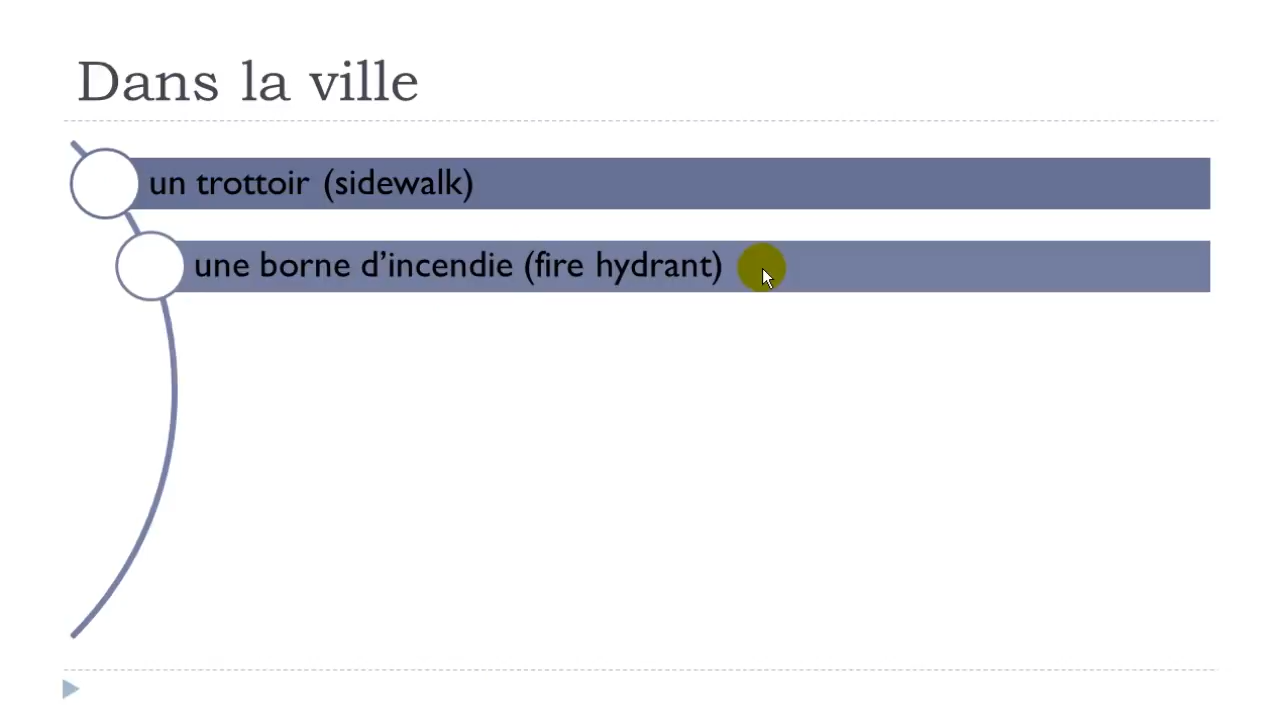 Dans la ville
un trottoir (sidewalk)
une borne d’incendie (fire hydrant)